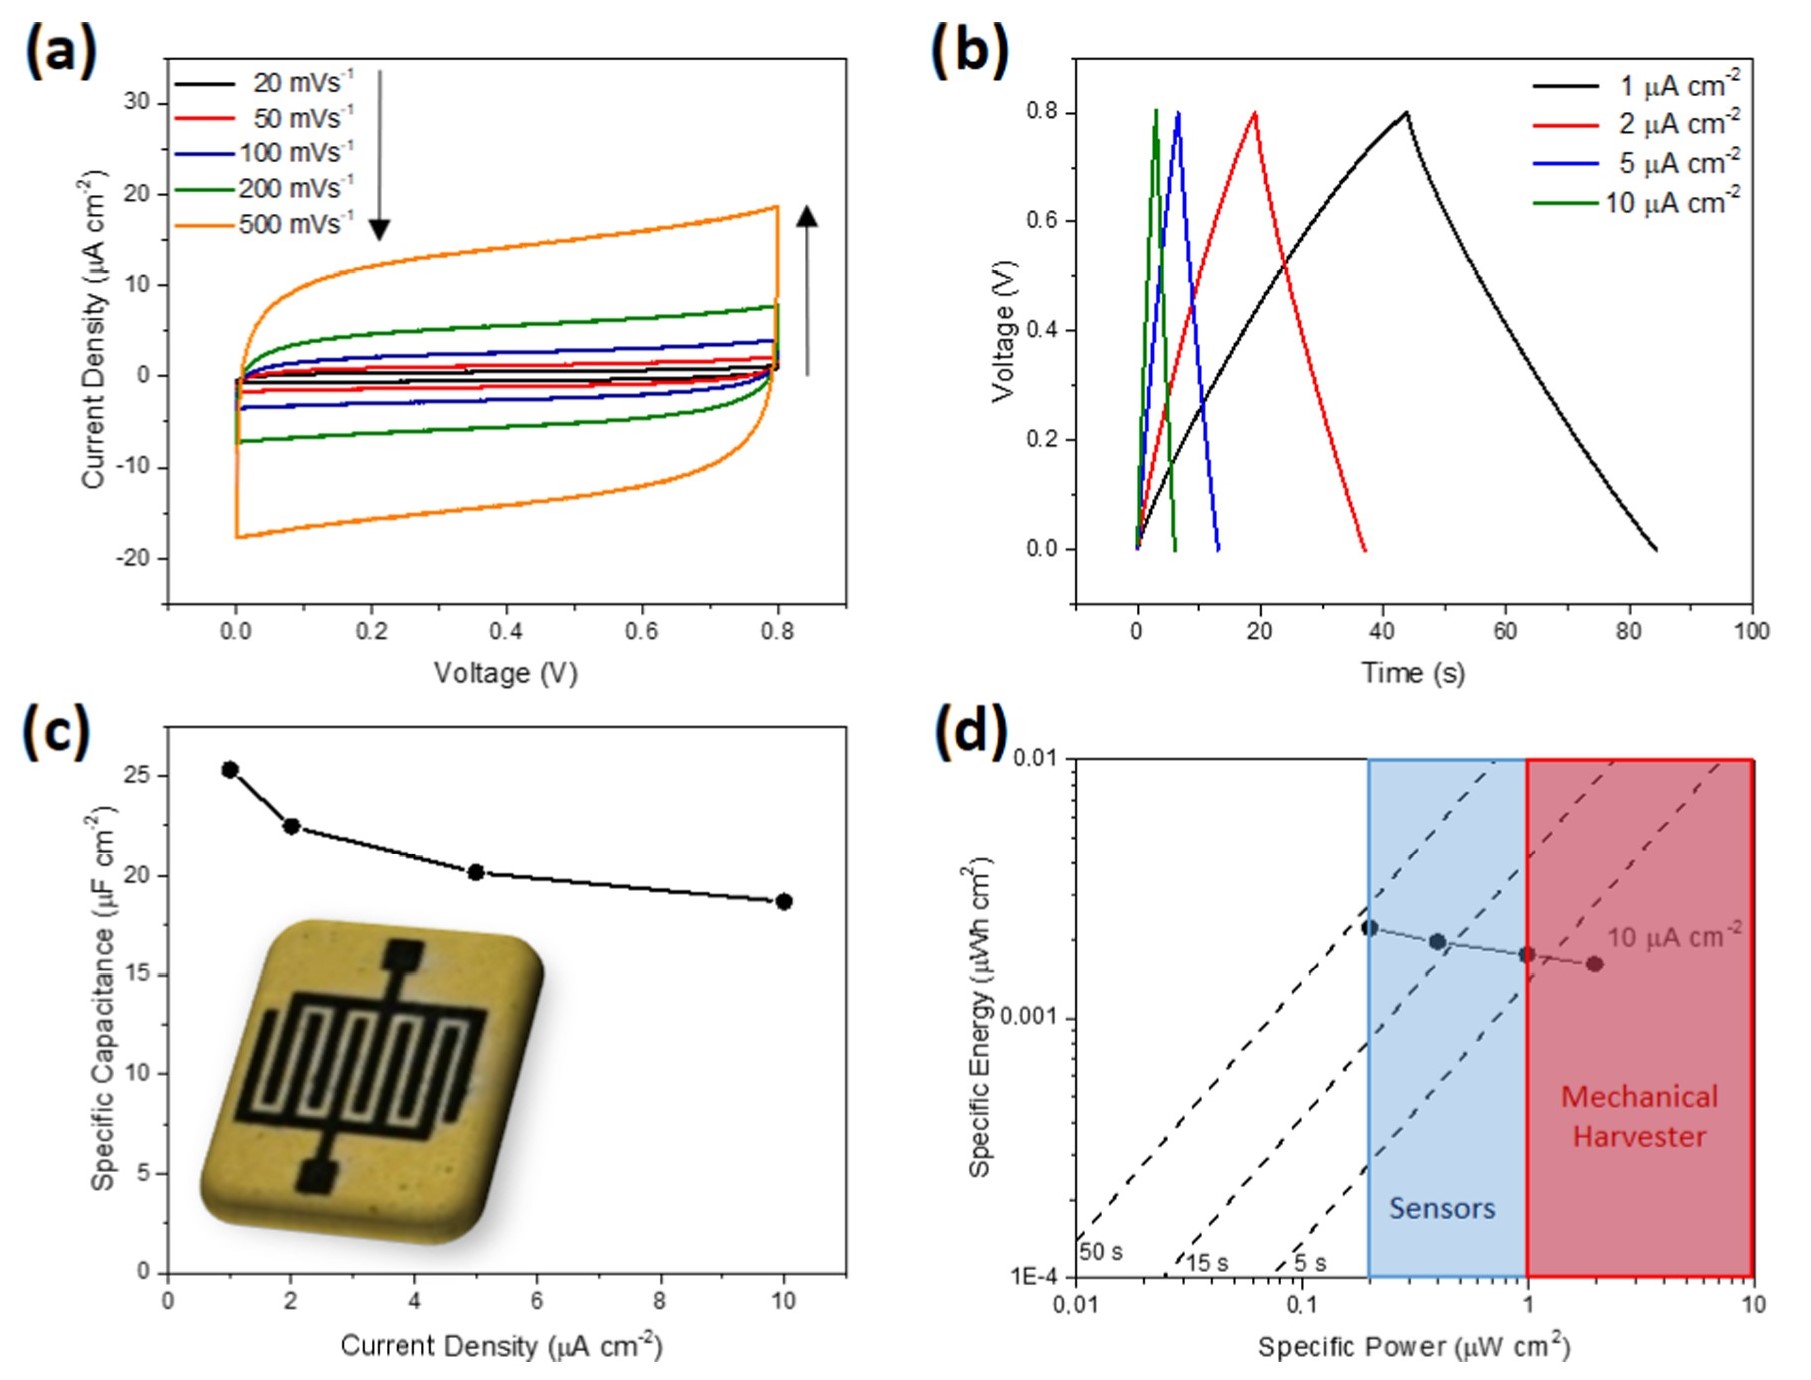 (a)
20 mVs⁻¹
50 mVs⁻¹
100 mVs⁻¹
200 mVs⁻¹
500 mVs⁻¹
30
20
10
0
-10
-20
Current Density (μA cm⁻²)
0.0 0.2 0.4 0.6 0.8
Voltage (V)
(b)
1 μA cm⁻²
2 μA cm⁻²
5 μA cm⁻²
10 μA cm⁻²
0.8
0.6
0.4
0.2
0.0
Voltage (V)
0 20 40 60 80 100
Time (s)
(c)
25
20
15
10
5
0
Specific Capacitance (μF cm⁻²)
0 2 4 6 8 10
Current Density (μA cm⁻²)
(d)
0.01
0.001
1E-4
Specific Energy (μWh cm²)
10 μA cm⁻²
Mechanical
Harvester
Sensors
50 s 15 s 5 s
0.01 0.1 1 10
Specific Power (μW cm²)